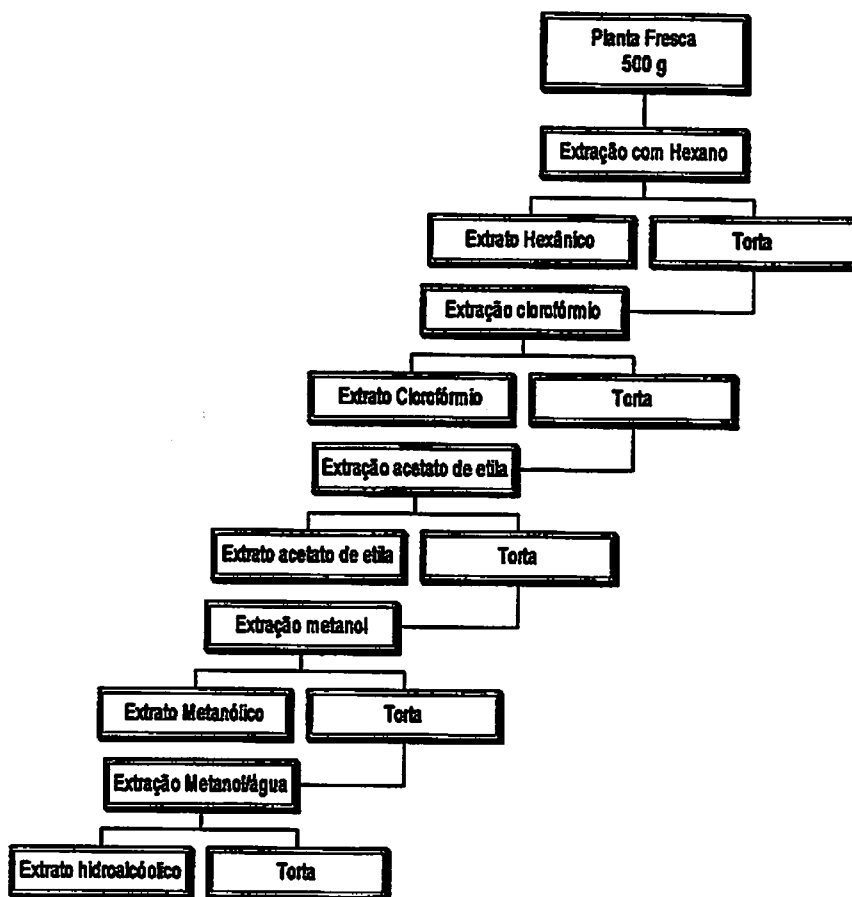 Planta Fresca
500 g
Extração com Hexano
Extrato Hexânico
Torta
Extração clorofórmio
Extrato Clorofórmio
Torta
Extração acetato de etila
Extrato acetato de etila
Torta
Extração metanol
Extrato Metanólico
Torta
Extração Metanol/água
Extrato hidroalcóolico
Torta